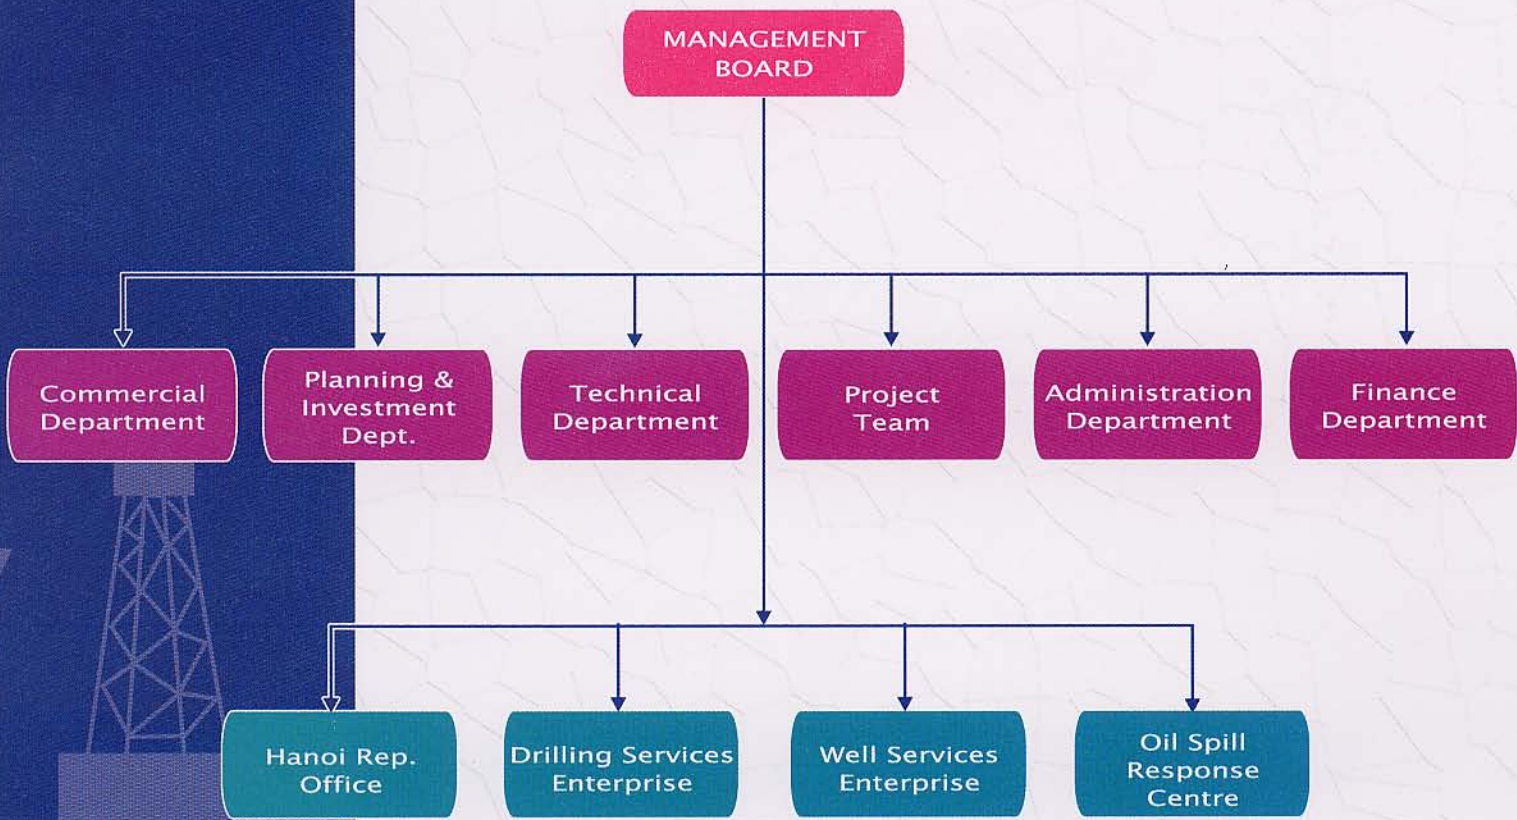 MANAGEMENT
BOARD
Commercial
Department
Planning &
Investment
Dept.
Technical
Department
Project
Team
Administration
Department
Finance
Department
Hanoi Rep.
Office
Drilling Services
Enterprise
Well Services
Enterprise
Oil Spill
Response
Centre